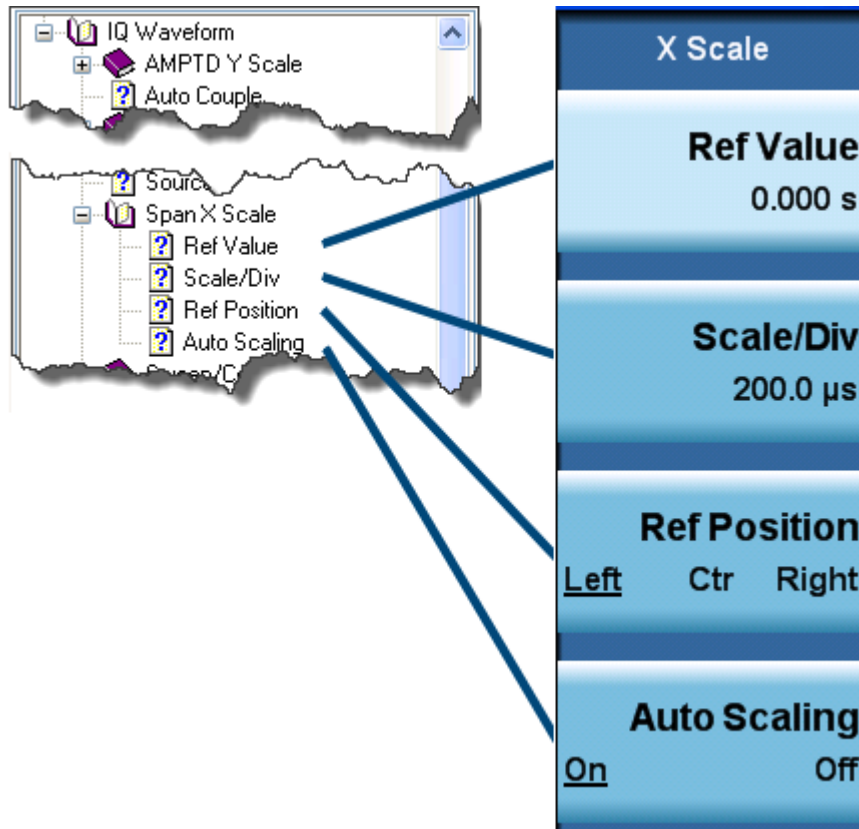 IQ Waveform
AMPTD Y Scale
Auto Couple
Source
Span X Scale
Ref Value
Scale/Div
Ref Position
Auto Scaling
X Scale
Ref Value
0.000 s
Scale/Div
200.0 µs
Ref Position
Left Ctr Right
Auto Scaling
On Off